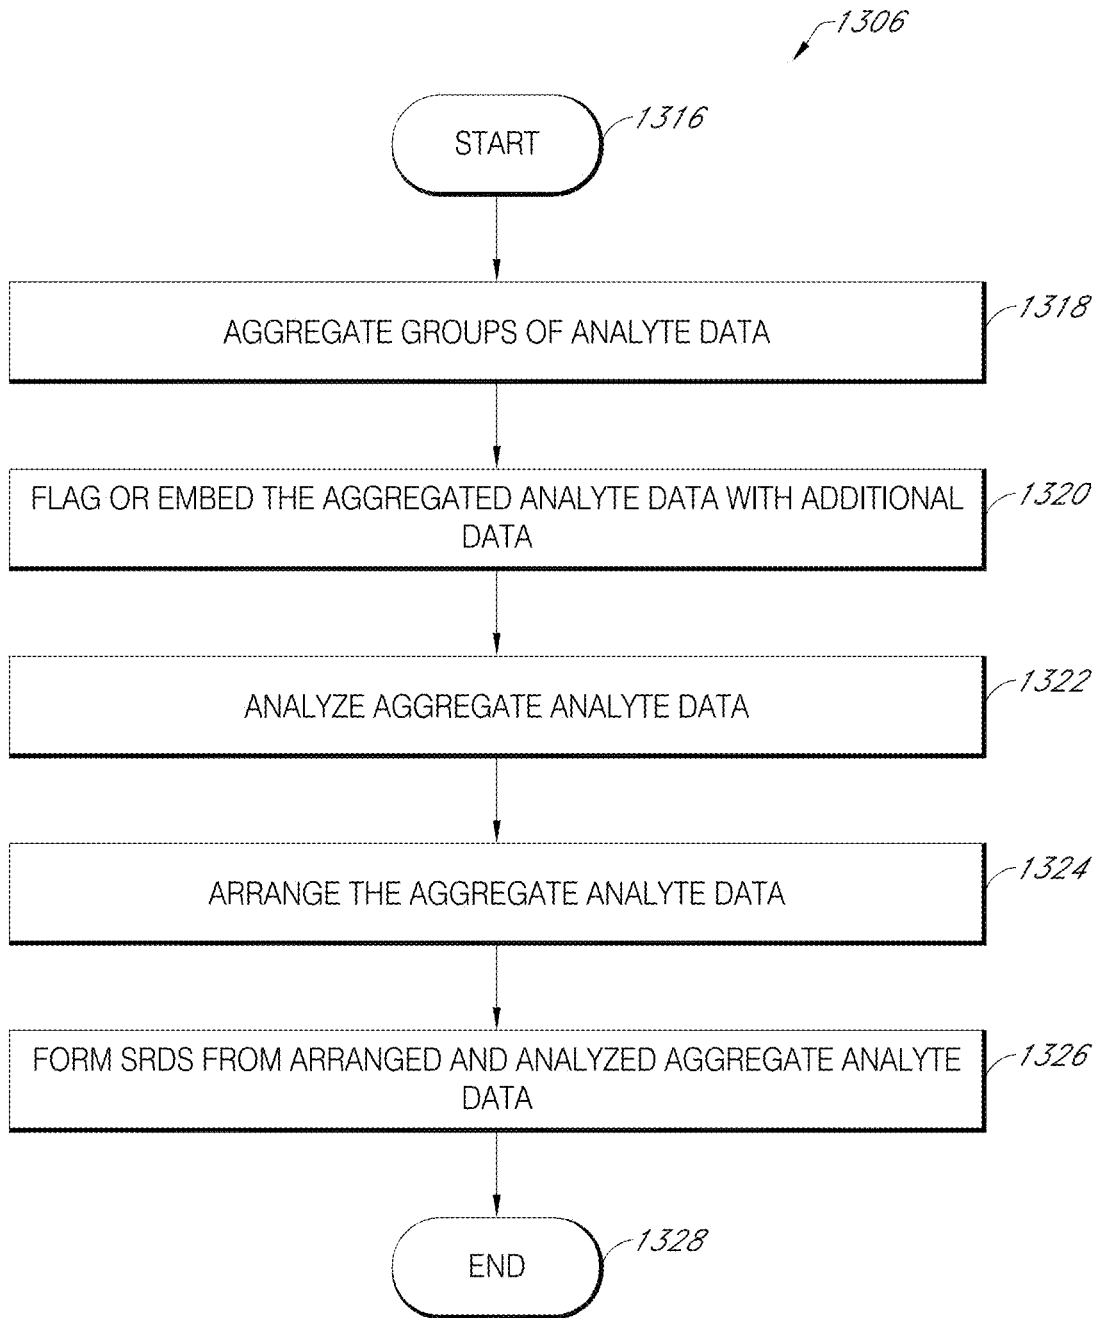 1306
START
1316
AGGREGATE GROUPS OF ANALYTE DATA
1318
FLAG OR EMBED THE AGGREGATED ANALYTE DATA WITH ADDITIONAL
DATA
1320
ANALYZE AGGREGATE ANALYTE DATA
1322
ARRANGE THE AGGREGATE ANALYTE DATA
1324
FORM SRDS FROM ARRANGED AND ANALYZED AGGREGATE ANALYTE
DATA
1326
END
1328